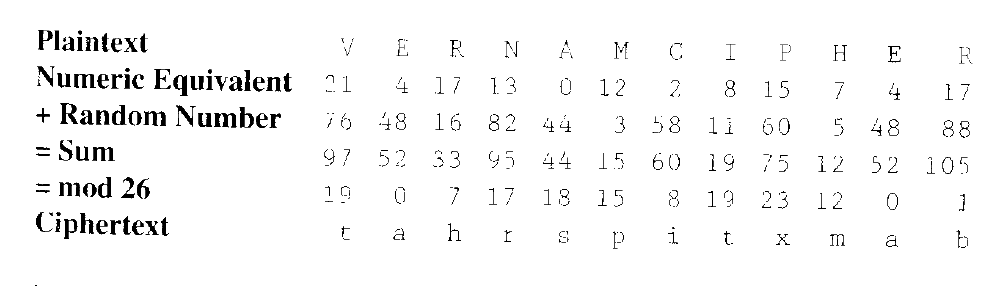 Plaintext V E R N A M C I P H E R
Numeric Equivalent 21 4 17 13 0 12 2 8 15 7 4 17
+ Random Number 76 48 16 82 44 3 58 11 60 5 48 88
= Sum 97 52 33 95 44 15 60 19 75 12 52 105
= mod 26 19 0 7 17 18 15 8 19 23 12 0 1
Ciphertext t a h r s p i t x m a b